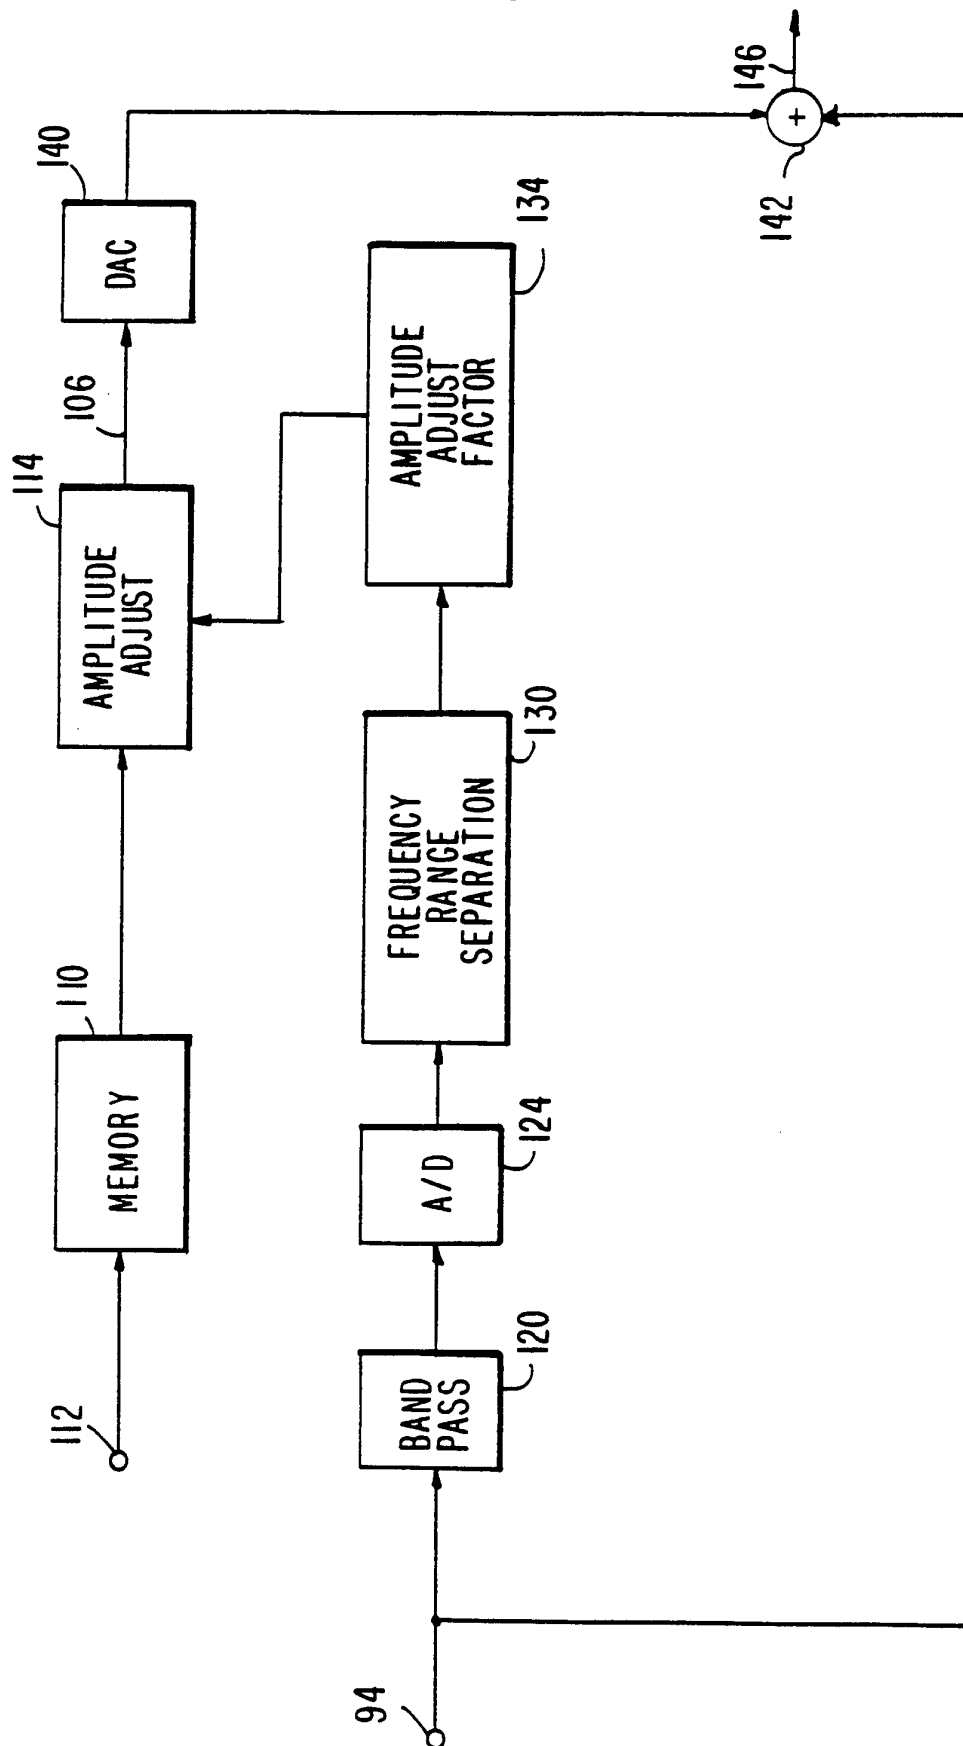 112
110
MEMORY
114
AMPLITUDE
ADJUST
106
140
DAC
94
120
BAND
PASS
124
A/D
130
FREQUENCY
RANGE
SEPARATION
134
AMPLITUDE
ADJUST
FACTOR
142
+
146